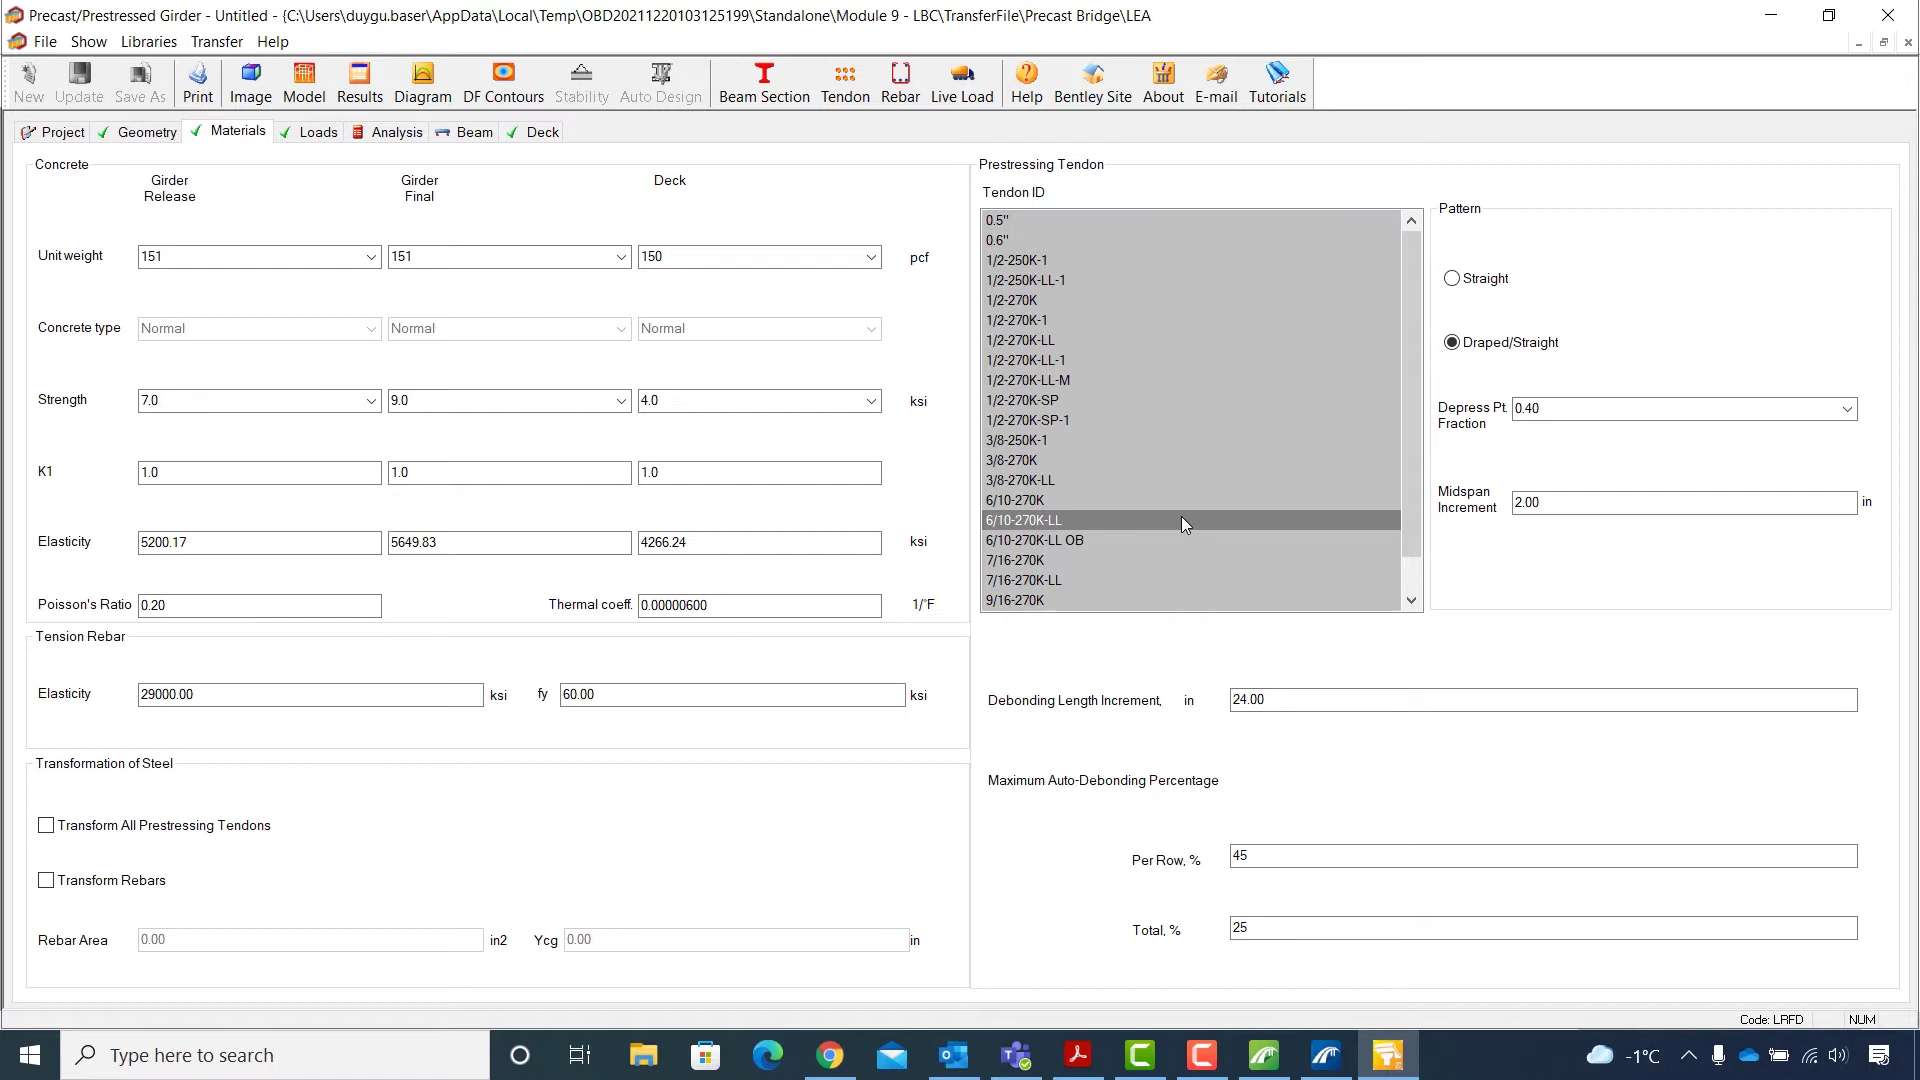 Precast/Prestressed Girder - Untitled - {C:\Users\duygu.baser\AppData\Local\Temp\OBD20211220103125199\Standalone\Module 9 - LBC\TransferFile\Precast Bridge\LEA
File Show Libraries Transfer Help
New Update Save As Print Image Model Results Diagram DF Contours Stability Auto Design Beam Section Tendon Rebar Live Load Help Bentley Site About E-mail Tutorials
Project Geometry Materials Loads Analysis Beam Deck
Concrete
Girder Release
Girder Final
Deck
Unit weight 151 151 150 pcf
Concrete type Normal Normal Normal
Strength 7.0 9.0 4.0 ksi
K1 1.0 1.0 1.0
Elasticity 5200.17 5649.83 4266.24 ksi
Poisson's Ratio 0.20 Thermal coeff. 0.00000600 1/°F
Tension Rebar
Elasticity 29000.00 ksi fy 60.00 ksi
Transformation of Steel
Transform All Prestressing Tendons
Transform Rebars
Rebar Area 0.00 in2 Ycg 0.00 in
Prestressing Tendon
Tendon ID
0.5"
0.6"
1/2-250K-1
1/2-250K-LL-1
1/2-270K
1/2-270K-1
1/2-270K-LL
1/2-270K-LL-1
1/2-270K-LL-M
1/2-270K-SP
1/2-270K-SP-1
3/8-250K-1
3/8-270K
3/8-270K-LL
6/10-270K
6/10-270K-LL
6/10-270K-LL OB
7/16-270K
7/16-270K-LL
9/16-270K
Pattern
Straight
Draped/Straight
Depress Pt. Fraction 0.40
Midspan Increment 2.00 in
Debonding Length Increment, in 24.00
Maximum Auto-Debonding Percentage
Per Row, % 45
Total, % 25
Code: LRFD NUM
Type here to search
-1°C